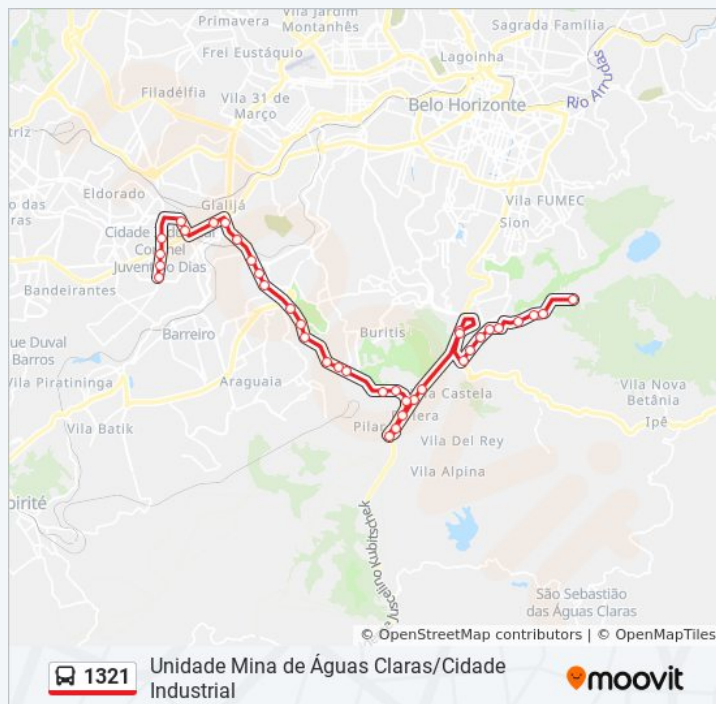 Vila Jardim
Montanhês
Primavera
Sagrada Família
Frei Eustáquio
Lagoinha
Filadélfia
Vila 31 de
Março
Belo Horizonte
Rio Arrudas
Eldorado
Vila FUMEC
Sion
Cidade
Juventino Dias
Bandeirantes
Barreiro
Buritis
que Duval
Barros
Vila Piratininga
Araguaia
Castela
Vila Nova
Betânia
Ipê
Vila Batik
Vila Del Rey
Vila Alpina
birité
Juscelino Kubitschek
São Sebastião
das Águas Claras
© OpenStreetMap contributors | © OpenMapTiles
1321
Unidade Mina de Águas Claras/Cidade
Industrial
moovit